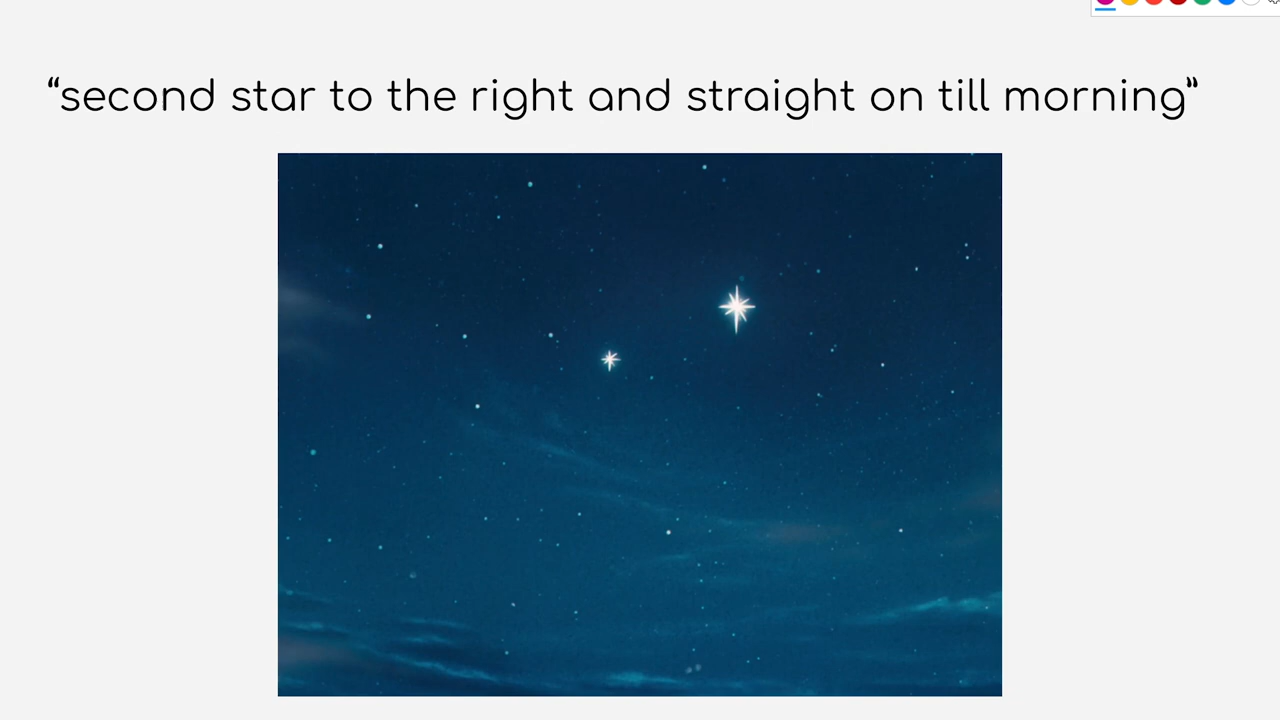 “second star to the right and straight on till morning”